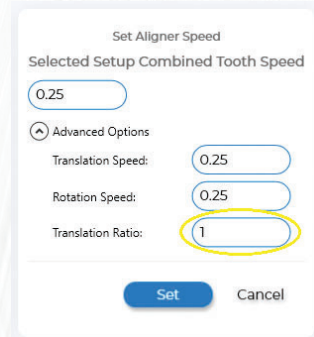 Set Aligner Speed
Selected Setup Combined Tooth Speed
0.25
Advanced Options
Translation Speed: 0.25
Rotation Speed: 0.25
Translation Ratio: 1
Set Cancel